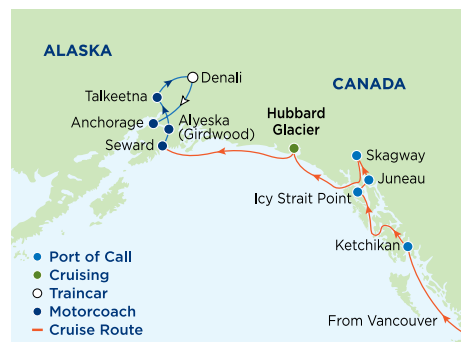 ALASKA
Denali
CANADA
Talkeetna
Anchorage
Alyeska
(Girdwood)
Hubbard
Glacier
Seward
Skagway
Juneau
Icy Strait Point
Ketchikan
Port of Call
Cruising
Traincar
Motorcoach
Cruise Route
From Vancouver